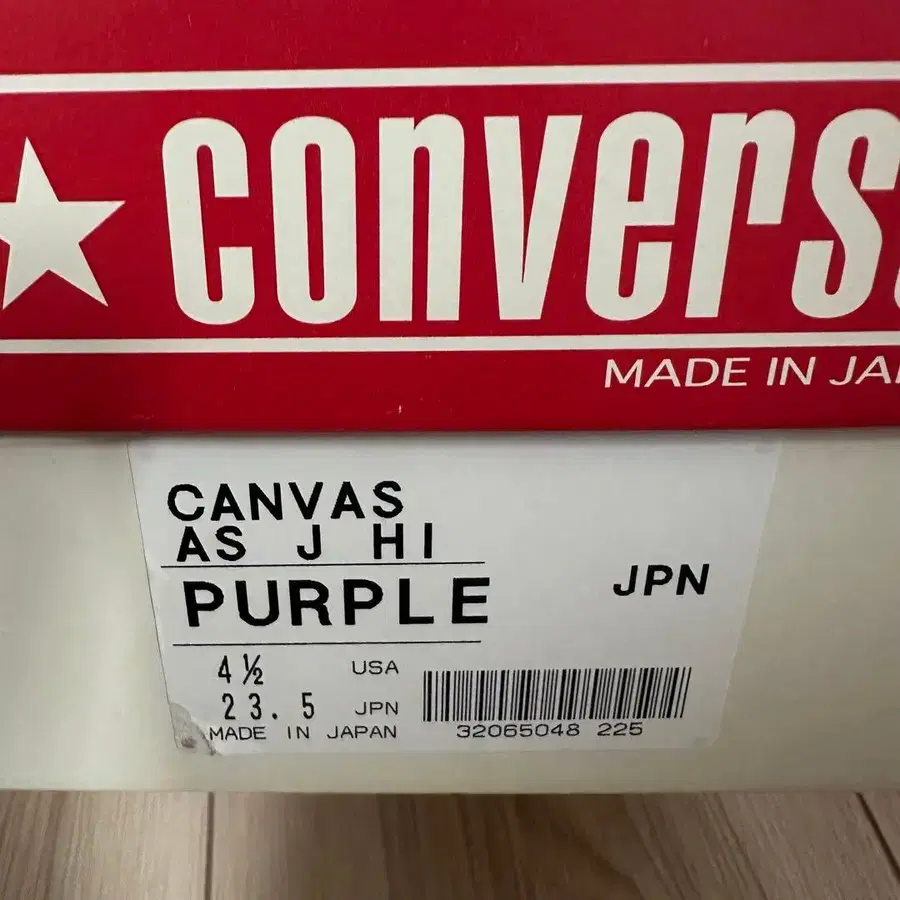 convers
MADE IN JA
CANVAS
AS J HI
PURPLE
JPN
4½ USA
23.5 JPN
MADE IN JAPAN
32065048 225